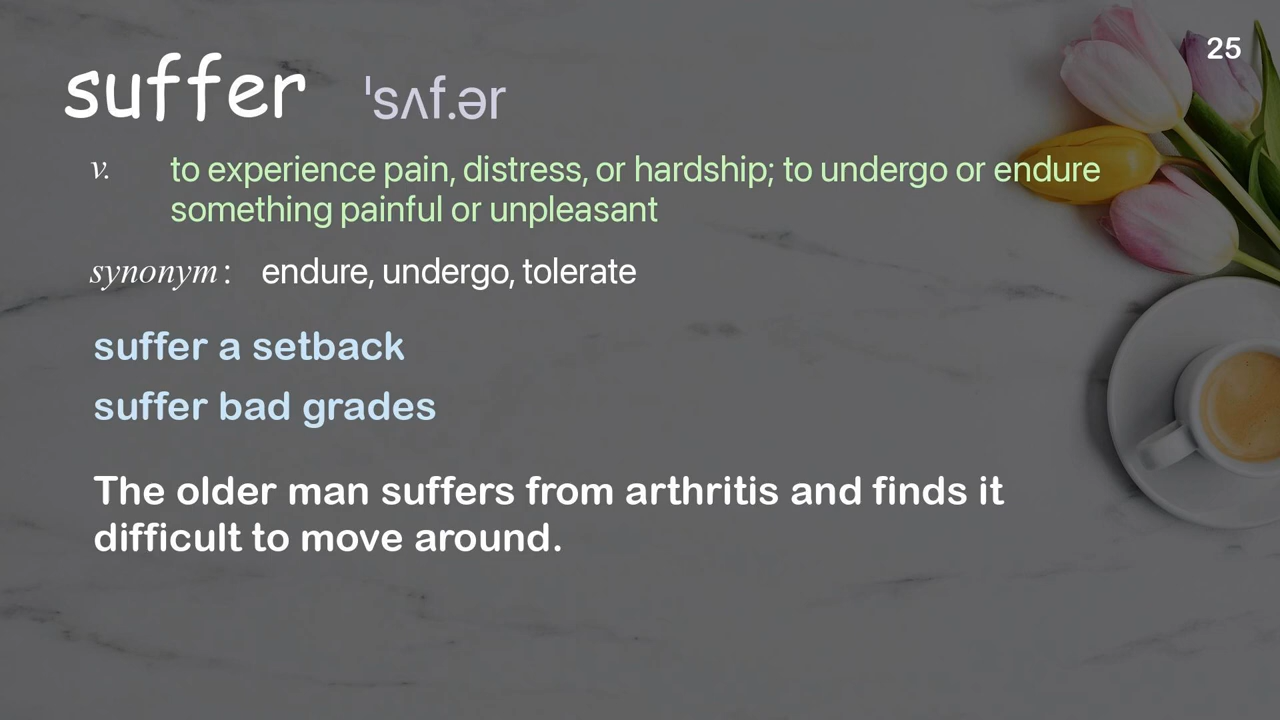 25
suffer ˈsʌf.ər
v. to experience pain, distress, or hardship; to undergo or endure
something painful or unpleasant
synonym: endure, undergo, tolerate
suffer a setback
suffer bad grades
The older man suffers from arthritis and finds it
difficult to move around.